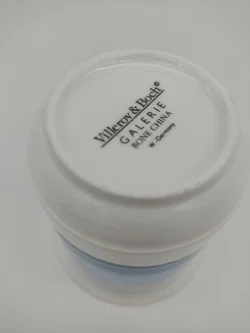 Villeroy & Boch®
GALERIE
BONE CHINA
W. Germany